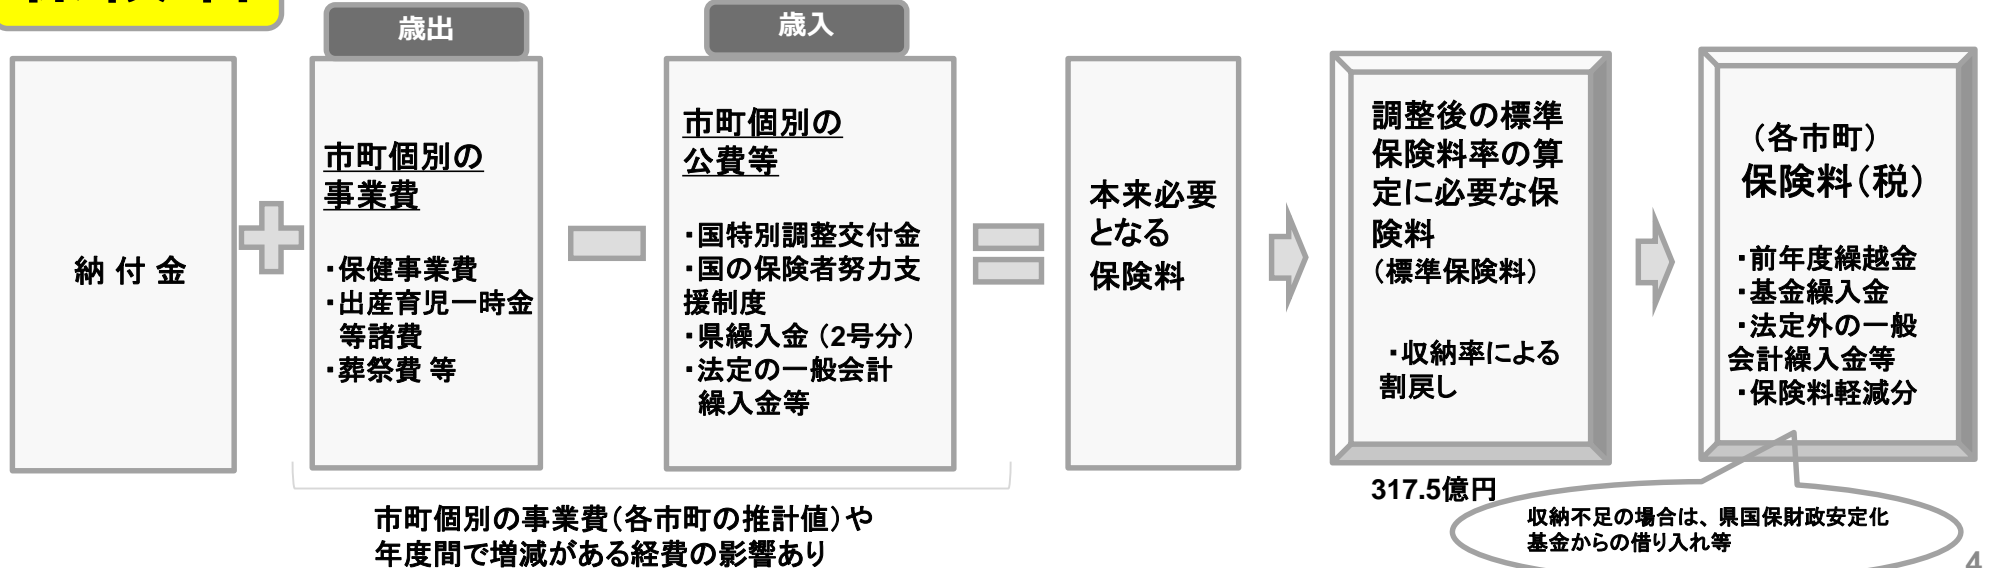 歳出
歳入
納 付 金
市町個別の
事業費
・保健事業費
・出産育児一時金
等諸費
・葬祭費 等
市町個別の
公費等
・国特別調整交付金
・国の保険者努力支
援制度
・県繰入金（2号分）
・法定の一般会計
繰入金等
本来必要
となる
保険料
調整後の標準
保険料率の算
定に必要な保
険料
（標準保険料）
・収納率による
割戻し
（各市町）
保険料（税）
・前年度繰越金
・基金繰入金
・法定外の一般
会計繰入金等
・保険料軽減分
317.5億円
市町個別の事業費（各市町の推計値）や
年度間で増減がある経費の影響あり
収納不足の場合は、県国保財政安定化
基金からの借り入れ等
4